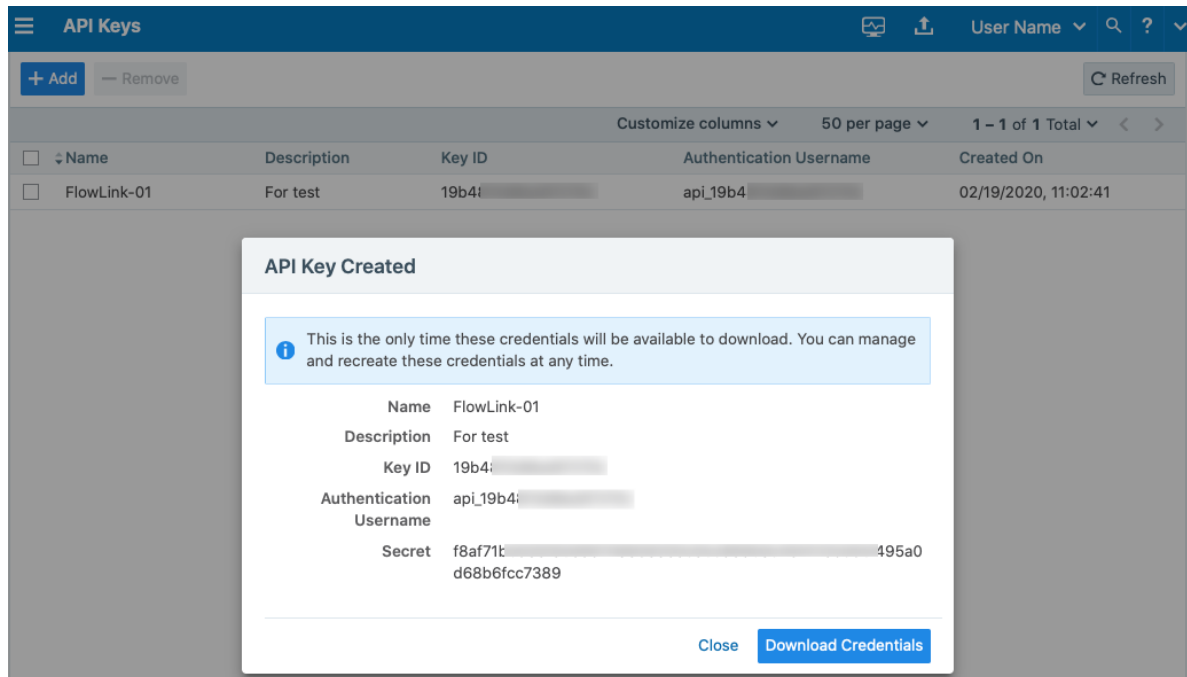 API Keys User Name ?
+ Add — Remove Refresh
Customize columns 50 per page 1 – 1 of 1 Total < >
Name Description Key ID Authentication Username Created On
FlowLink-01 For test 19b4 api_19b4 02/19/2020, 11:02:41
API Key Created
This is the only time these credentials will be available to download. You can manage
and recreate these credentials at any time.
Name FlowLink-01
Description For test
Key ID 19b4
Authentication api_19b4
Username
Secret f8af71 495a0
d68b6fcc7389
Close Download Credentials